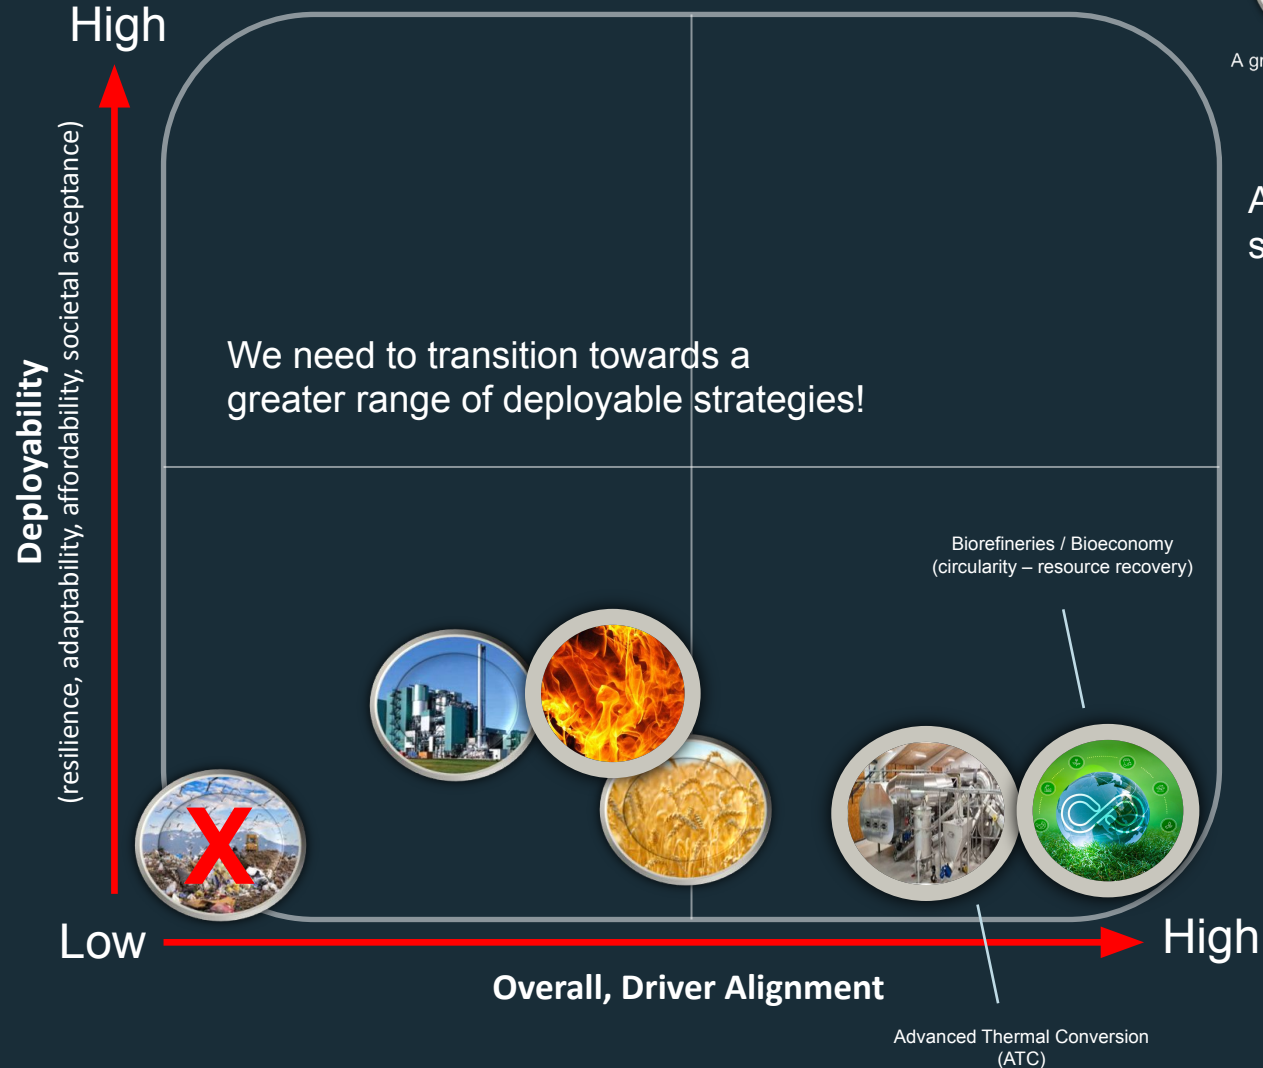 High
A gr
A
s
We need to transition towards a
greater range of deployable strategies!
Deployability
(resilience, adaptability, affordability, societal acceptance)
Biorefineries / Bioeconomy
(circularity – resource recovery)
X
Low
High
Overall, Driver Alignment
Advanced Thermal Conversion
(ATC)